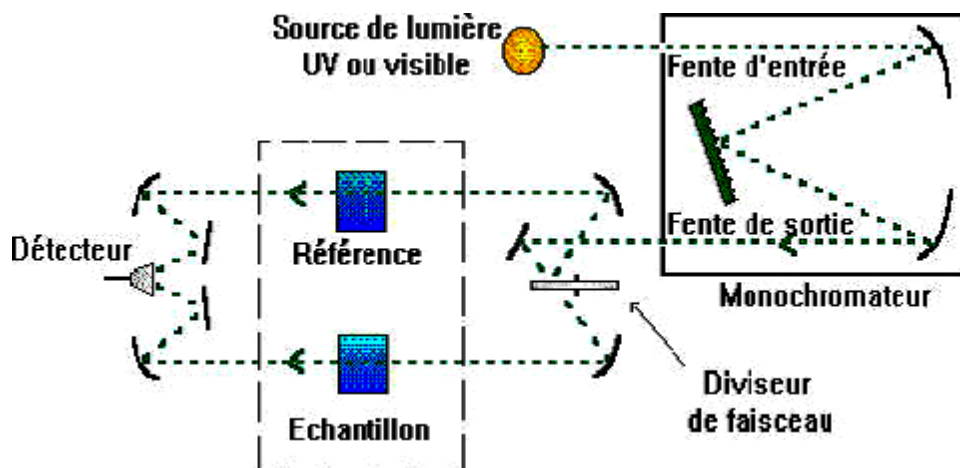 Source de lumière
UV ou visible
Fente d'entrée
Fente de sortie
Monochromateur
Détecteur
Référence
Echantillon
Diviseur
de faisceau